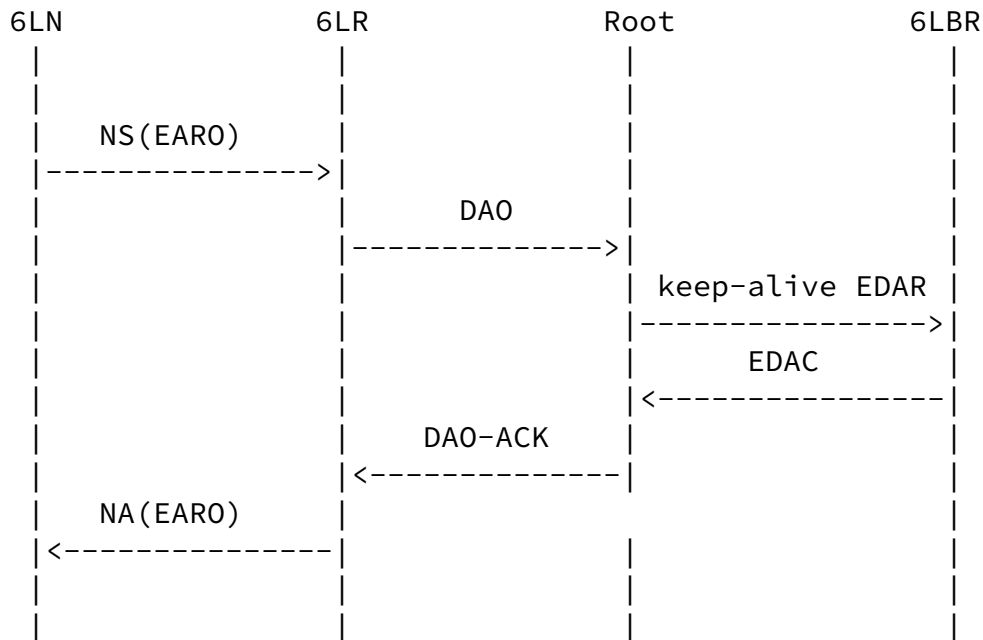 6LN 6LR Root 6LBR
NS(EARO)
DAO
keep-alive EDAR
EDAC
DAO-ACK
NA(EARO)